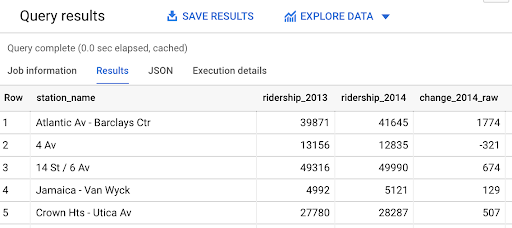 Query results SAVE RESULTS EXPLORE DATA
Query complete (0.0 sec elapsed, cached)
Job information Results JSON Execution details
Row station_name ridership_2013 ridership_2014 change_2014_raw
1 Atlantic Av - Barclays Ctr 39871 41645 1774
2 4 Av 13156 12835 -321
3 14 St / 6 Av 49316 49990 674
4 Jamaica - Van Wyck 4992 5121 129
5 Crown Hts - Utica Av 27780 28287 507